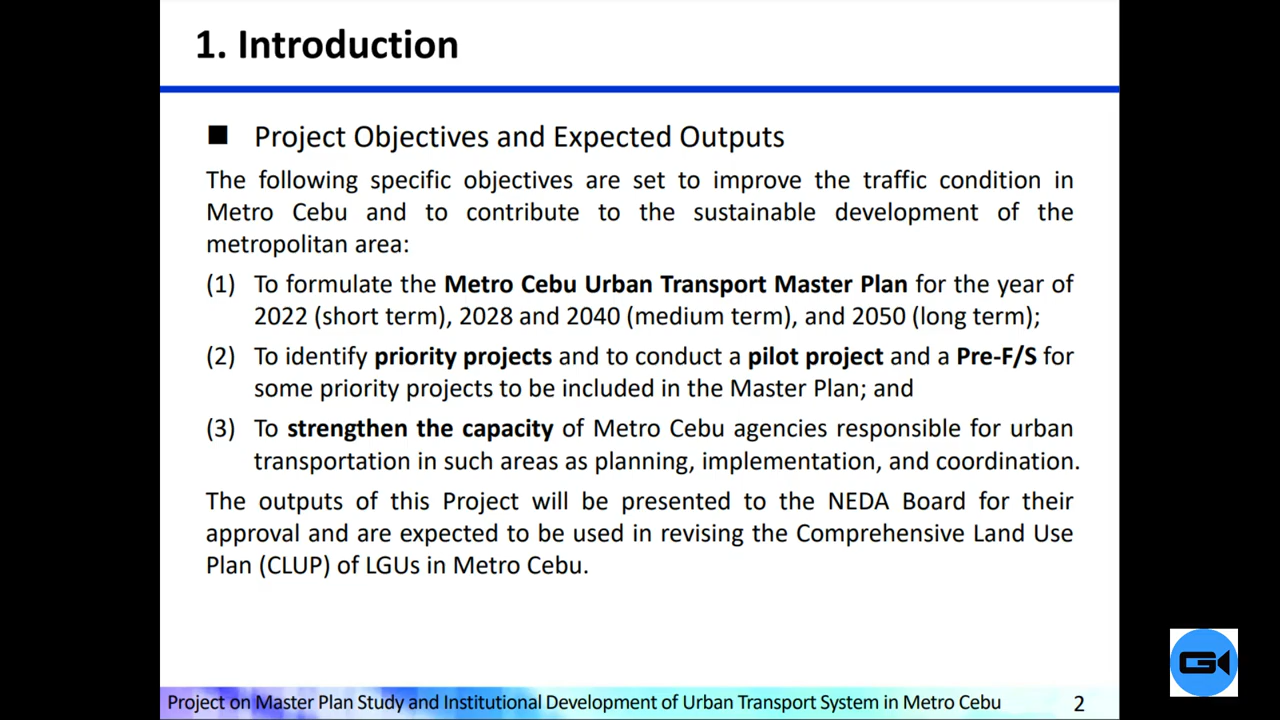 1. Introduction
■ Project Objectives and Expected Outputs
The following specific objectives are set to improve the traffic condition in
Metro Cebu and to contribute to the sustainable development of the
metropolitan area:
(1) To formulate the Metro Cebu Urban Transport Master Plan for the year of
2022 (short term), 2028 and 2040 (medium term), and 2050 (long term);
(2) To identify priority projects and to conduct a pilot project and a Pre-F/S for
some priority projects to be included in the Master Plan; and
(3) To strengthen the capacity of Metro Cebu agencies responsible for urban
transportation in such areas as planning, implementation, and coordination.
The outputs of this Project will be presented to the NEDA Board for their
approval and are expected to be used in revising the Comprehensive Land Use
Plan (CLUP) of LGUs in Metro Cebu.
Project on Master Plan Study and Institutional Development of Urban Transport System in Metro Cebu 2
G